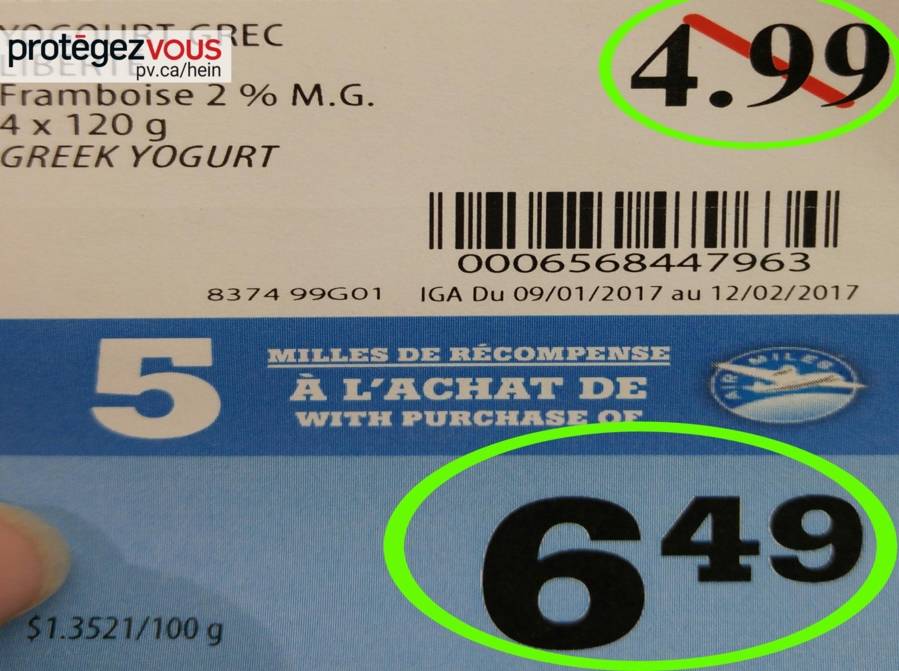 YOGOURT GREC
protégezvous
pv.ca/hein
LIBERTÉ
Framboise 2 % M.G.
4 x 120 g
GREEK YOGURT
4.99
0006568447963
8374 99G01 IGA Du 09/01/2017 au 12/02/2017
5
MILLES DE RÉCOMPENSE
À L'ACHAT DE
WITH PURCHASE OF
AIR MILES
6 49
$1.3521/100 g